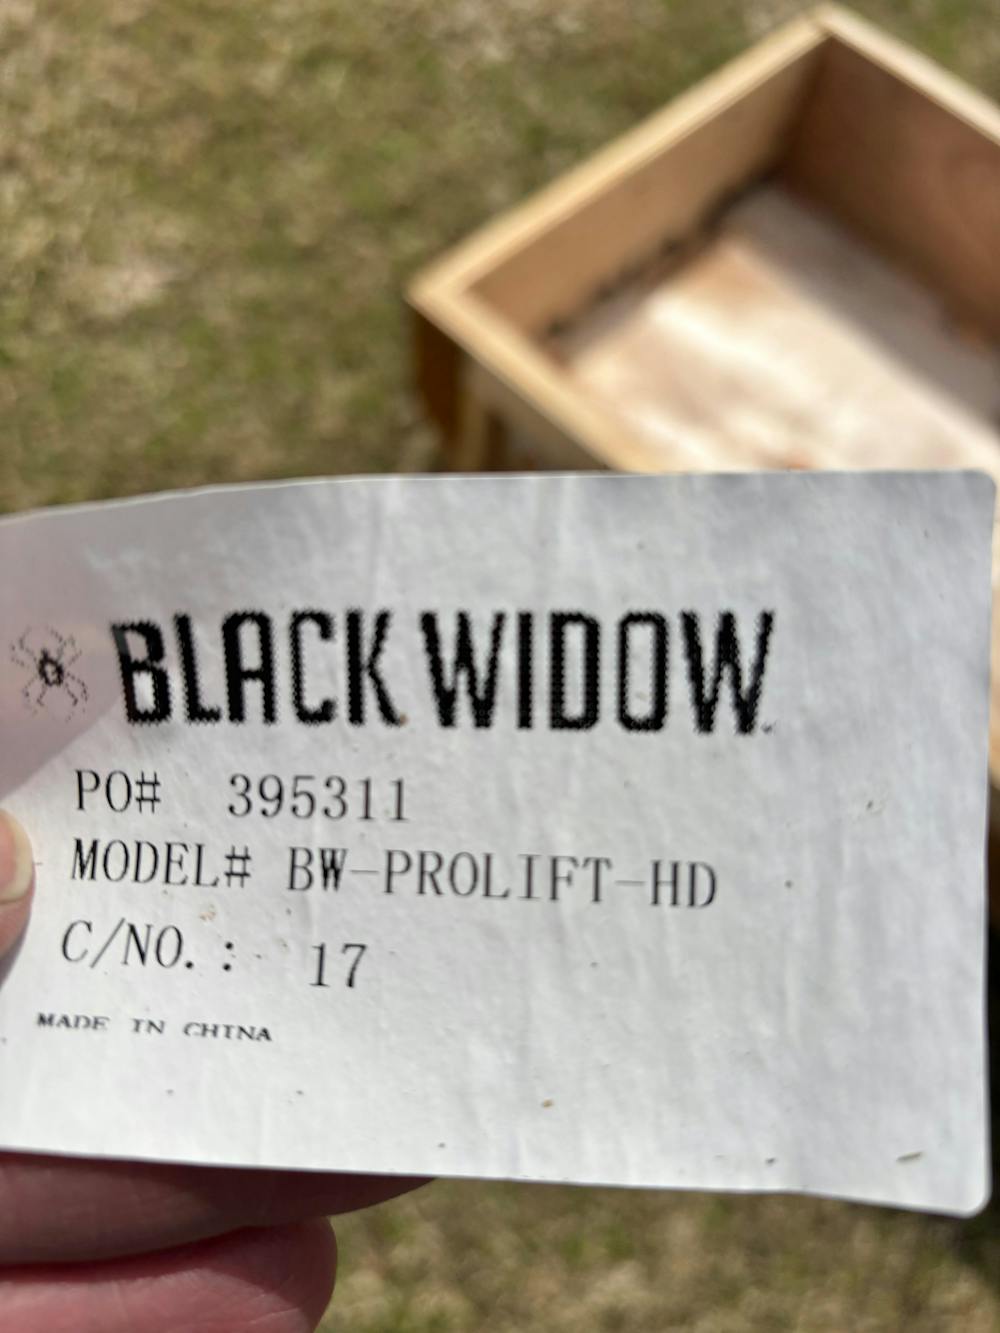 BLACK WIDOW
PO# 395311
MODEL# BW-PROLIFT-HD
C/NO.: 17
MADE IN CHINA